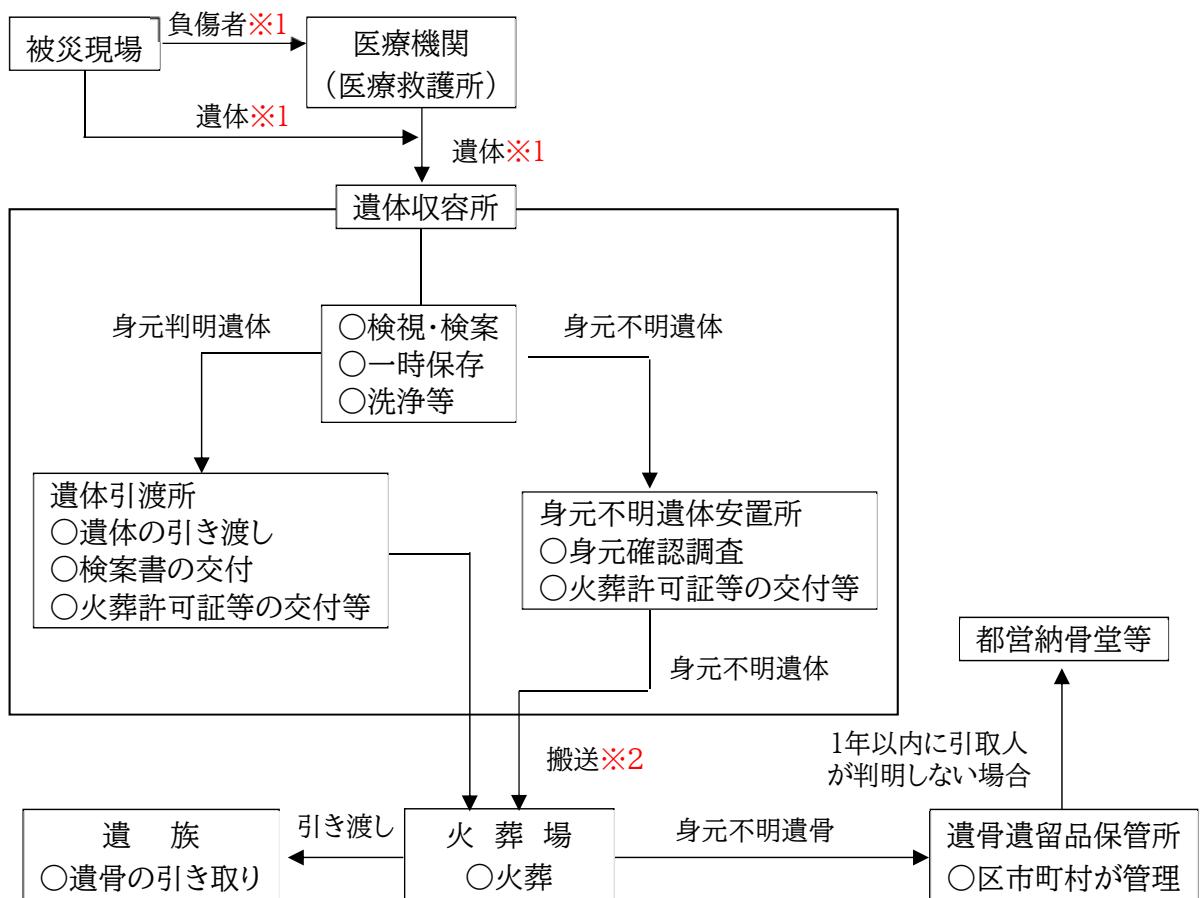 被災現場
負傷者※1
医療機関
（医療救護所）
遺体※1
遺体※1
遺体収容所
身元判明遺体
○検視・検案
○一時保存
○洗浄等
身元不明遺体
遺体引渡所
○遺体の引き渡し
○検案書の交付
○火葬許可証等の交付等
身元不明遺体安置所
○身元確認調査
○火葬許可証等の交付等
身元不明遺体
都営納骨堂等
搬送※2
1年以内に引取人
が判明しない場合
遺　族
○遺骨の引き取り
引き渡し
火 葬 場
○火葬
身元不明遺骨
遺骨遺留品保管所
○区市町村が管理